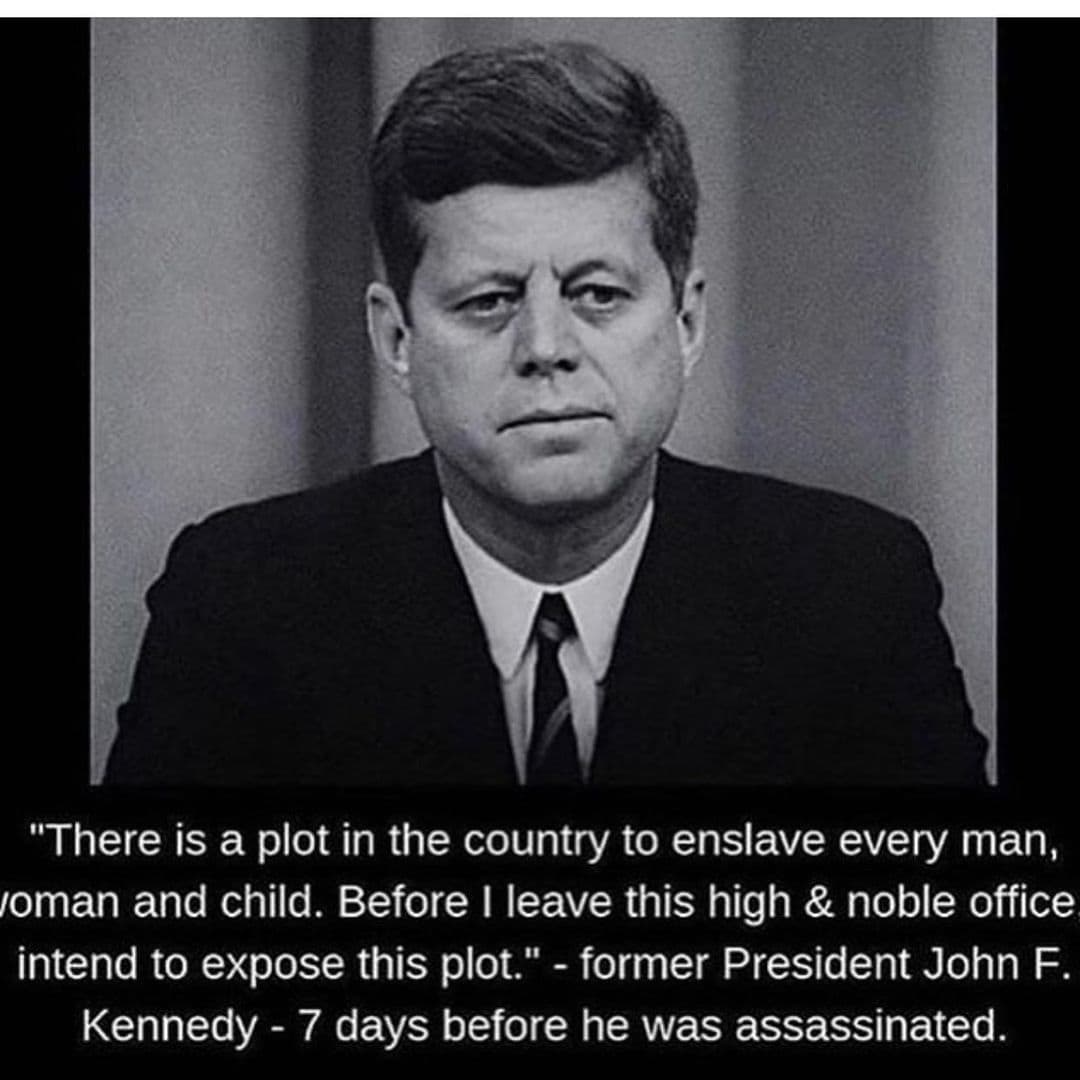 "There is a plot in the country to enslave every man,
woman and child. Before I leave this high & noble office,
intend to expose this plot." - former President John F.
Kennedy - 7 days before he was assassinated.